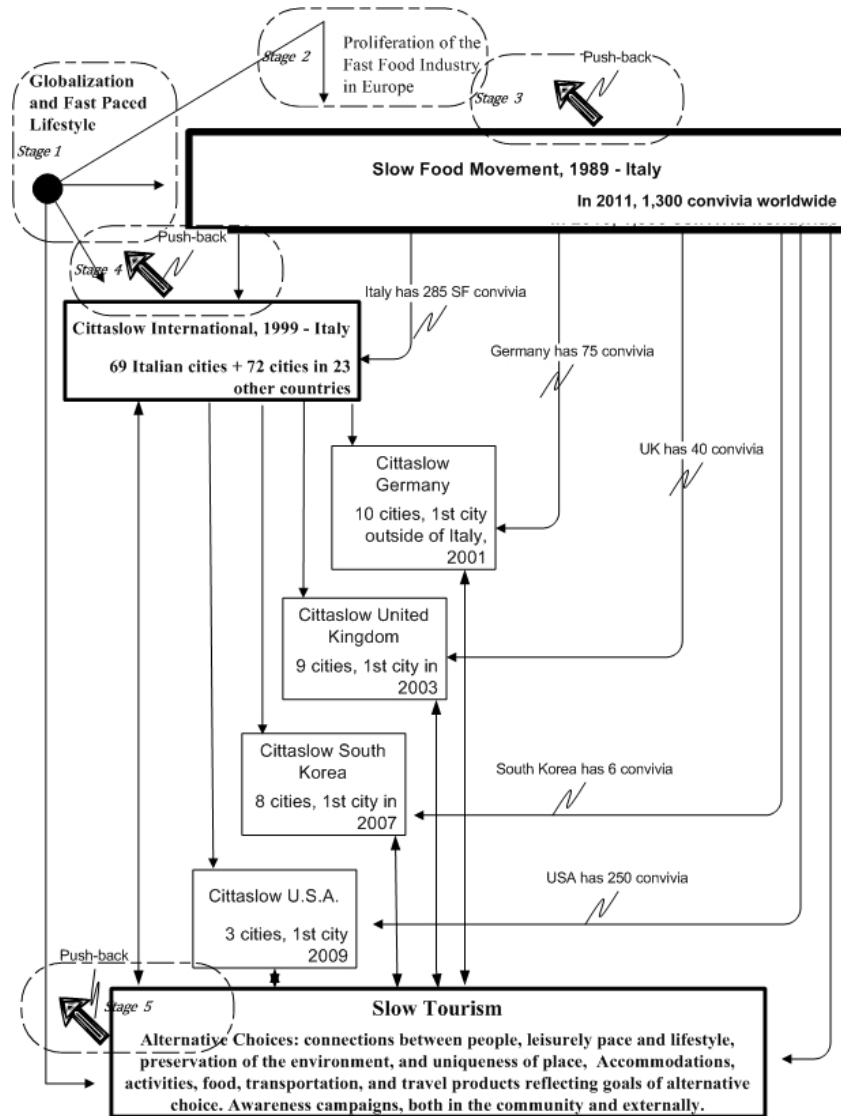 Stage 2
Proliferation of the
Fast Food Industry
in Europe
Push-back
Stage 3
Globalization
and Fast Paced
Lifestyle
Stage 1
Slow Food Movement, 1989 - Italy
In 2011, 1,300 convivia worldwide
Push-back
Stage 4
Italy has 285 SF convivia
Cittaslow International, 1999 - Italy
69 Italian cities + 72 cities in 23
other countries
Germany has 75 convivia
UK has 40 convivia
Cittaslow
Germany
10 cities, 1st city
outside of Italy,
2001
Cittaslow United
Kingdom
9 cities, 1st city in
2003
Cittaslow South
Korea
8 cities, 1st city in
2007
South Korea has 6 convivia
USA has 250 convivia
Cittaslow U.S.A.
3 cities, 1st city
2009
Push-back
Stage 5
Slow Tourism
Alternative Choices: connections between people, leisurely pace and lifestyle,
preservation of the environment, and uniqueness of place, Accommodations,
activities, food, transportation, and travel products reflecting goals of alternative
choice. Awareness campaigns, both in the community and externally.